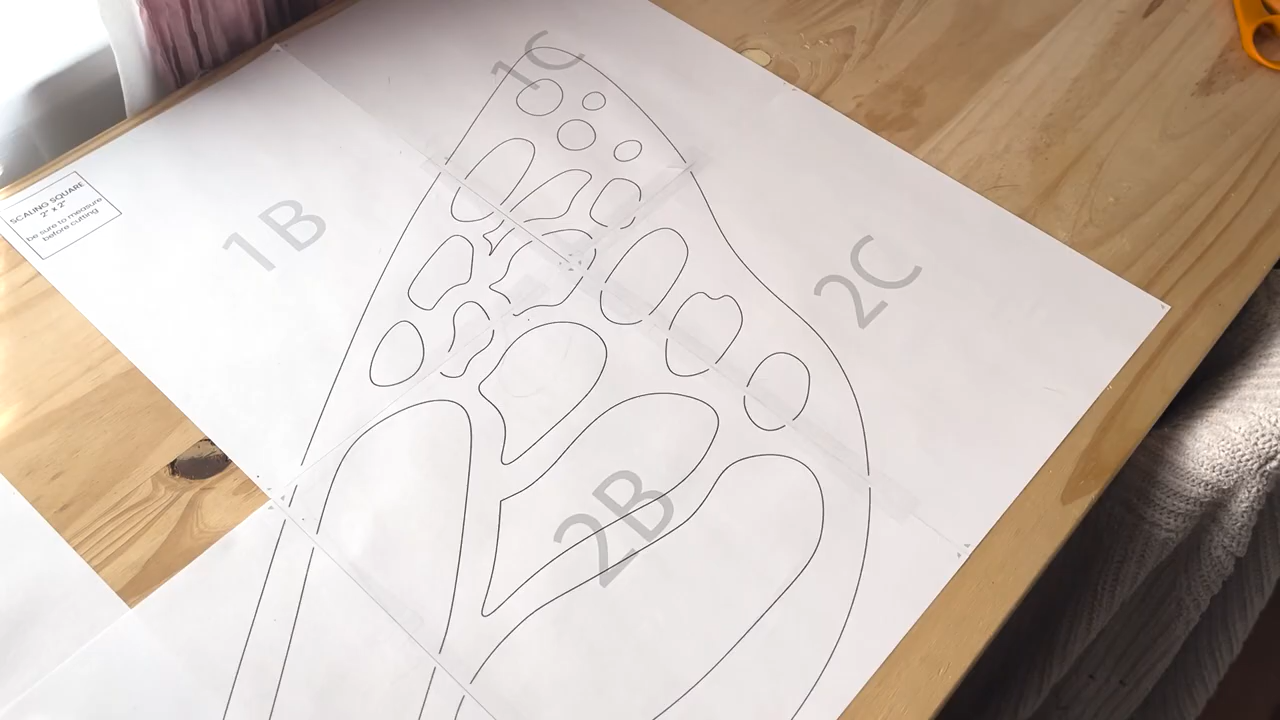 1C
SCALING SQUARE
2" x 2"
be sure to measure
before cutting
1B
2C
2B